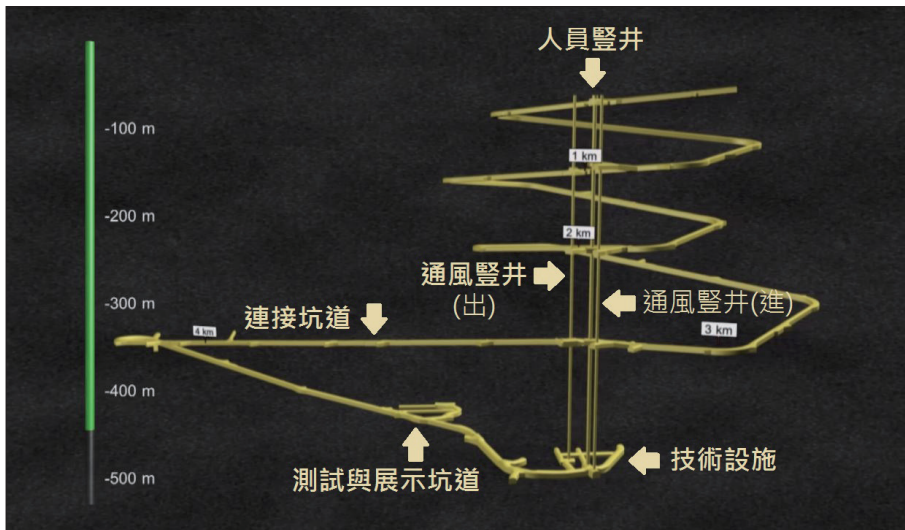 人員豎井
-100 m
1 km
-200 m
2 km
通風豎井
(出)
通風豎井(進)
-300 m
連接坑道
4 km
3 km
-400 m
技術設施
測試與展示坑道
-500 m